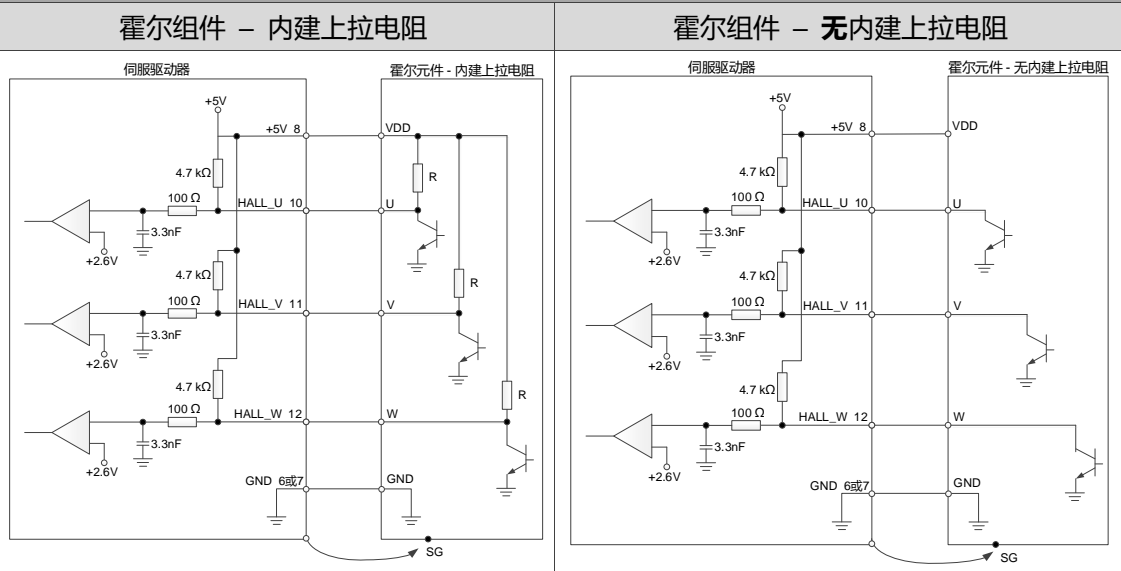 霍尔组件 – 内建上拉电阻
霍尔组件 – 无内建上拉电阻
伺服驱动器
霍尔元件 - 内建上拉电阻
+5V
+5V 8
VDD
4.7 kΩ
R
100 Ω
HALL_U 10
U
3.3nF
+2.6V
4.7 kΩ
R
100 Ω
HALL_V 11
V
3.3nF
+2.6V
4.7 kΩ
R
100 Ω
HALL_W 12
W
3.3nF
+2.6V
GND 6或7
GND
SG
伺服驱动器
霍尔元件 - 无内建上拉电阻
+5V
+5V 8
VDD
4.7 kΩ
100 Ω
HALL_U 10
U
3.3nF
+2.6V
4.7 kΩ
100 Ω
HALL_V 11
V
3.3nF
+2.6V
4.7 kΩ
100 Ω
HALL_W 12
W
3.3nF
+2.6V
GND 6或7
GND
SG